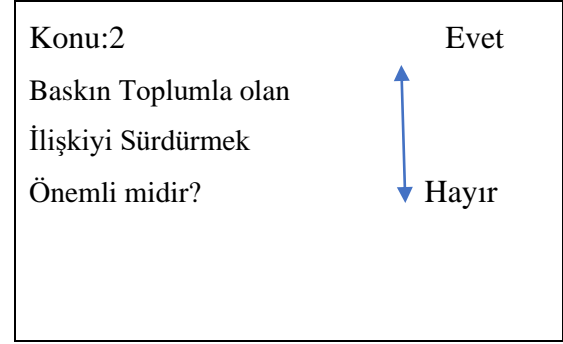 Konu:2 Evet
Baskın Toplumla olan
İlişkiyi Sürdürmek
Önemli midir? Hayır